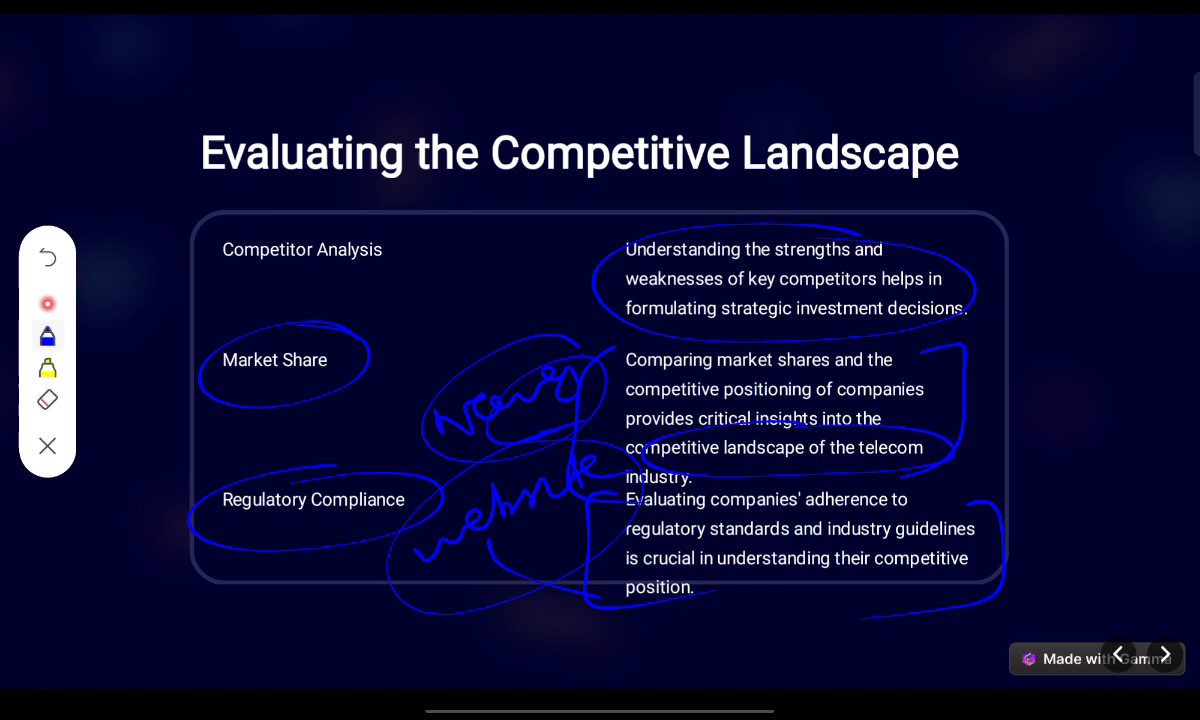 Evaluating the Competitive Landscape
Competitor Analysis
Understanding the strengths and
weaknesses of key competitors helps in
formulating strategic investment decisions.
Market Share
Comparing market shares and the
competitive positioning of companies
provides critical insights into the
competitive landscape of the telecom
industry.
Regulatory Compliance
Evaluating companies' adherence to
regulatory standards and industry guidelines
is crucial in understanding their competitive
position.
website
Made with Gamma